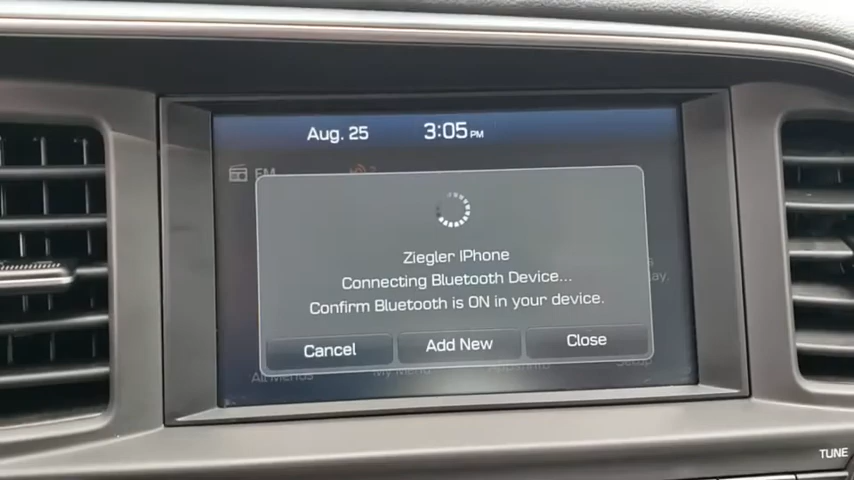 Aug. 25 3:05 PM
FM
Ziegler IPhone
Connecting Bluetooth Device...
Confirm Bluetooth is ON in your device.
Cancel Add New Close
All Menus My Menu Setup
TUNE